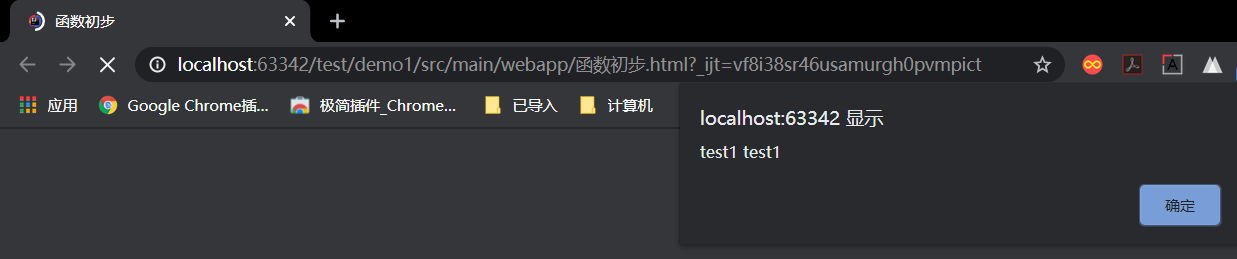 函数初步
localhost:63342/test/demo1/src/main/webapp/函数初步.html?_ijt=vf8i38sr46usamurgh0pvmpict
应用 Google Chrome插... 极简插件_Chrome... 已导入 计算机
localhost:63342 显示
test1 test1
确定